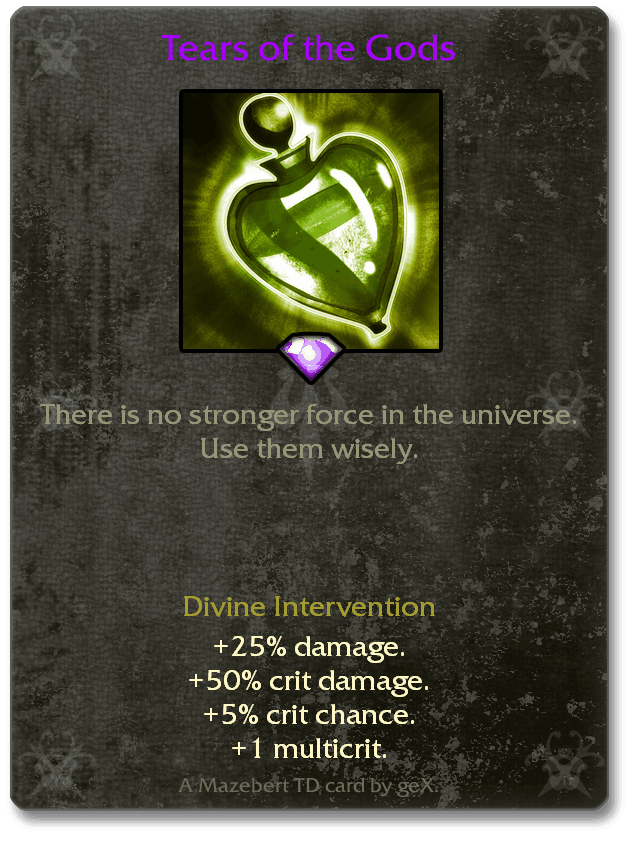 Tears of the Gods
There is no stronger force in the universe.
Use them wisely.
Divine Intervention
+25% damage.
+50% crit damage.
+5% crit chance.
+1 multicrit.
A Mazebert TD card by geX.